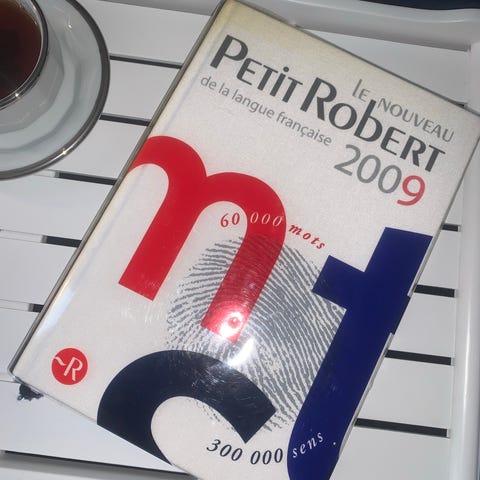 LE NOUVEAU
PETIT ROBERT
de la langue française
2009
60 000 mots
m
c t
~R
300 000 sens.